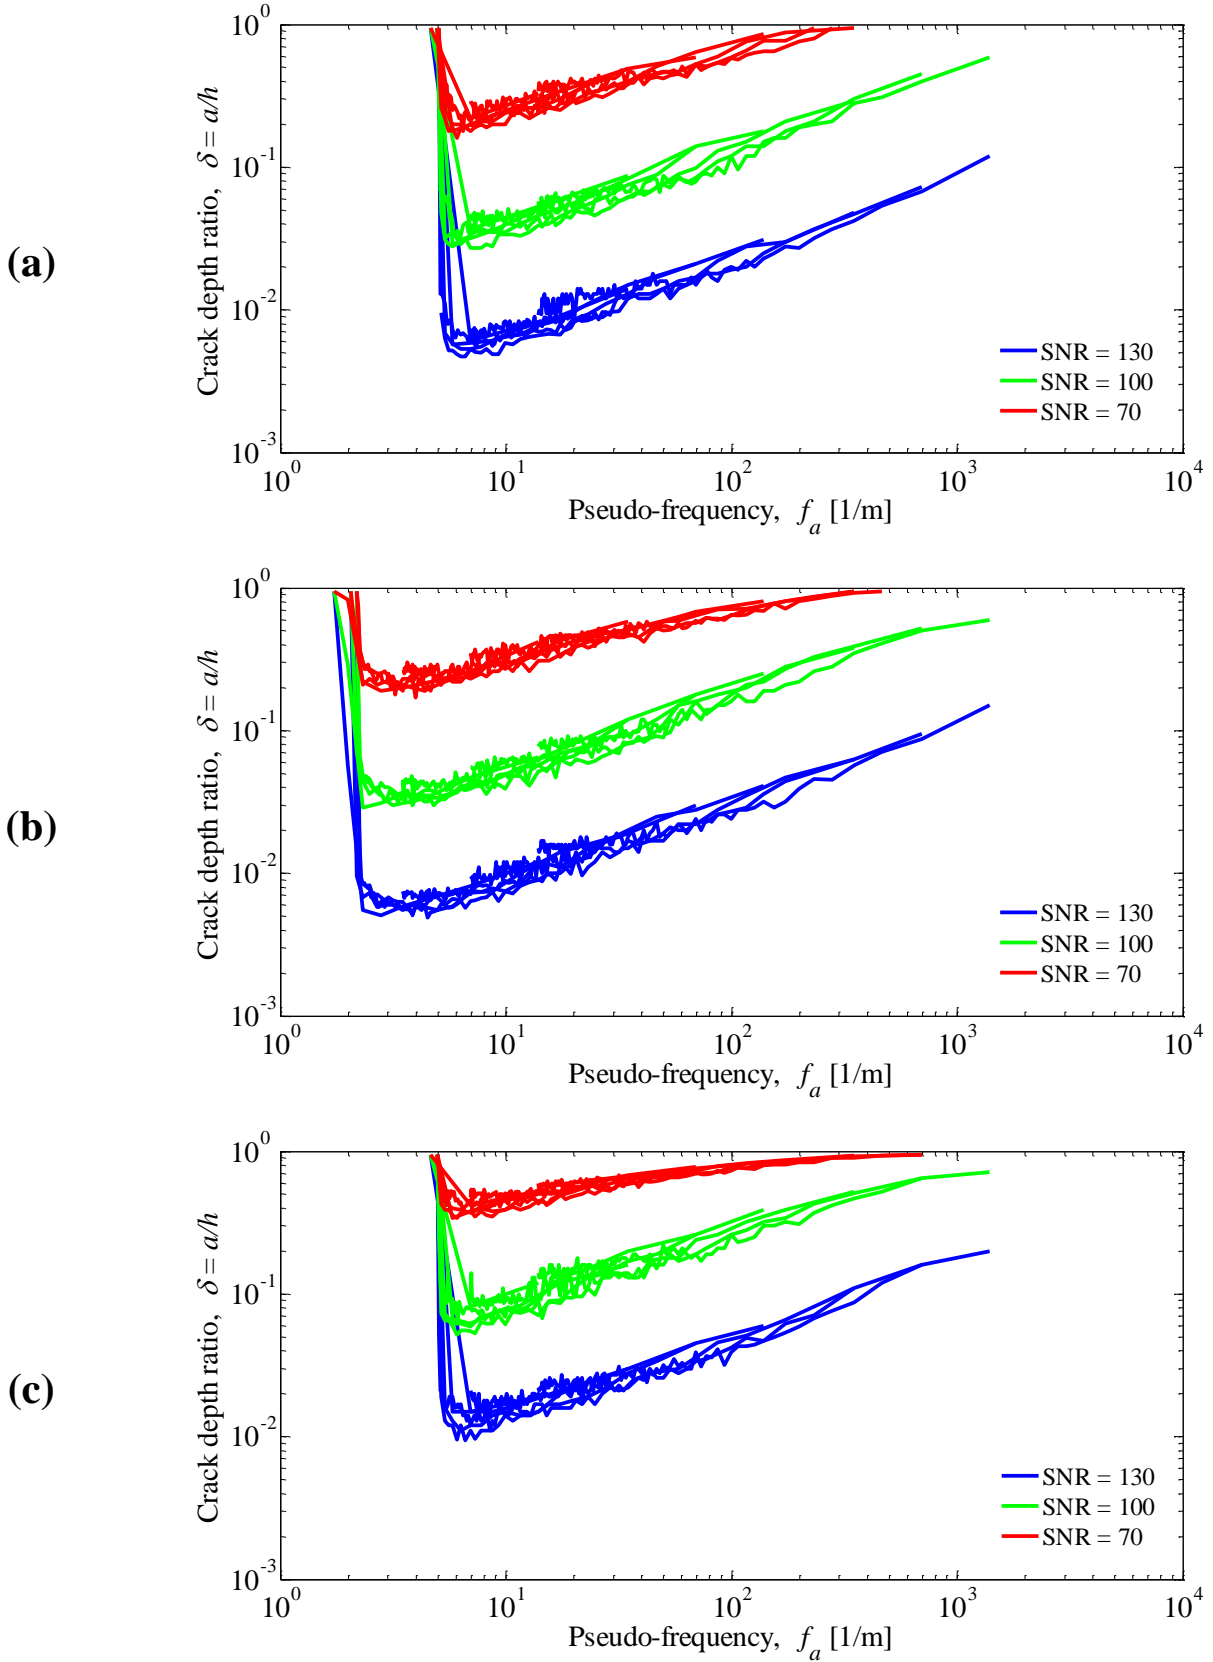 (a)
Crack depth ratio, δ = a/h
10^0
10^-1
10^-2
10^-3
SNR = 130
SNR = 100
SNR = 70
10^0 10^1 10^2 10^3 10^4
Pseudo-frequency, f_a [1/m]
(b)
Crack depth ratio, δ = a/h
10^0
10^-1
10^-2
10^-3
SNR = 130
SNR = 100
SNR = 70
10^0 10^1 10^2 10^3 10^4
Pseudo-frequency, f_a [1/m]
(c)
Crack depth ratio, δ = a/h
10^0
10^-1
10^-2
10^-3
SNR = 130
SNR = 100
SNR = 70
10^0 10^1 10^2 10^3 10^4
Pseudo-frequency, f_a [1/m]